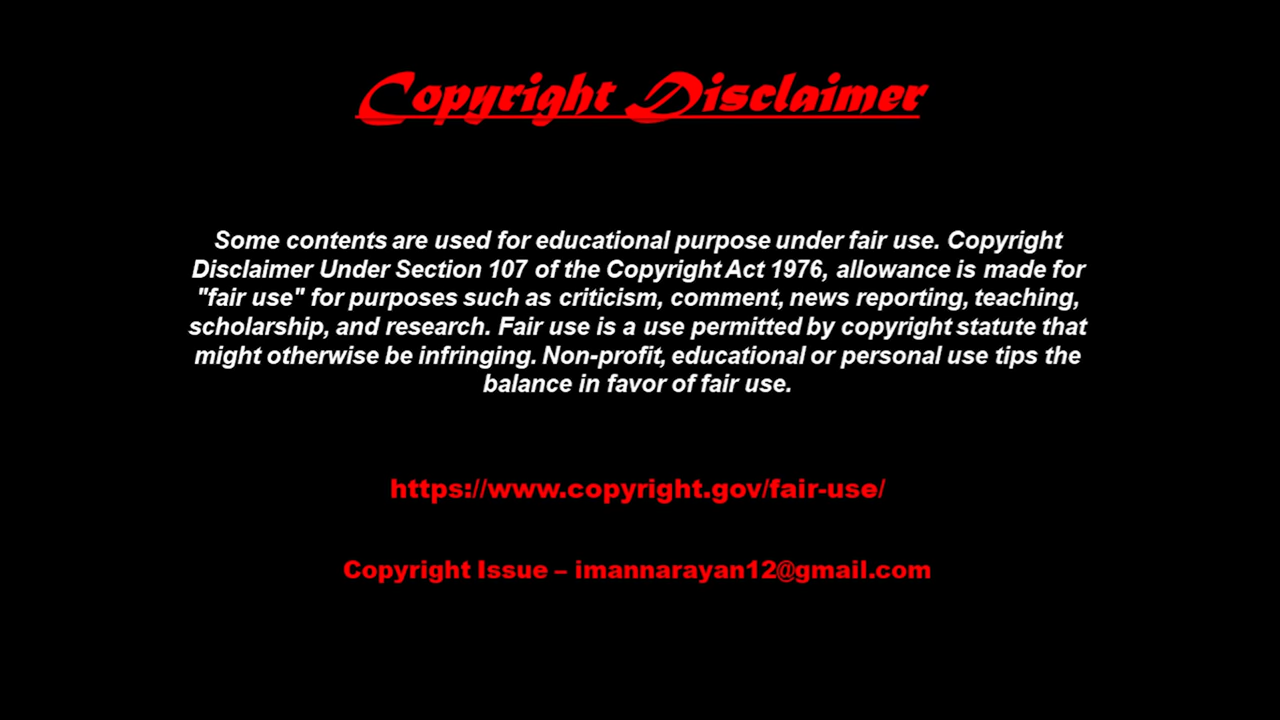 Copyright Disclaimer
Some contents are used for educational purpose under fair use. Copyright
Disclaimer Under Section 107 of the Copyright Act 1976, allowance is made for
"fair use" for purposes such as criticism, comment, news reporting, teaching,
scholarship, and research. Fair use is a use permitted by copyright statute that
might otherwise be infringing. Non-profit, educational or personal use tips the
balance in favor of fair use.
https://www.copyright.gov/fair-use/
Copyright Issue – imannarayan12@gmail.com